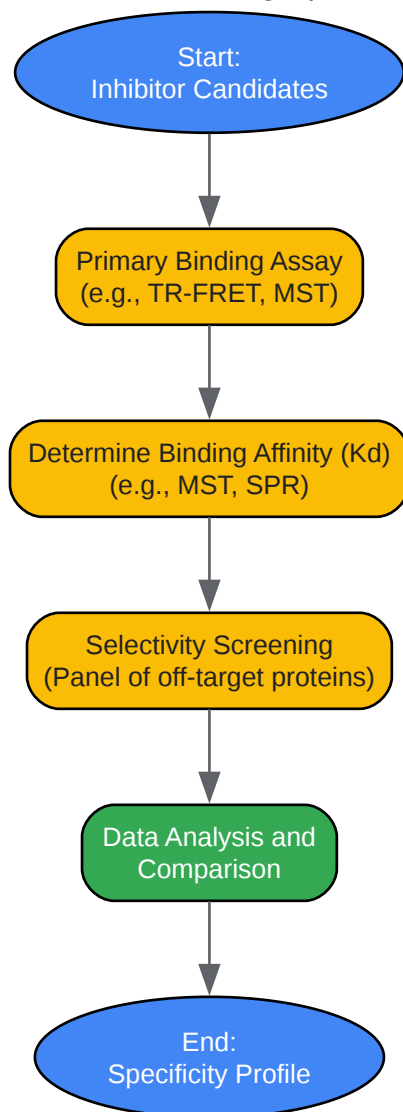 Start:
Inhibitor Candidates
Primary Binding Assay
(e.g., TR-FRET, MST)
Determine Binding Affinity (Kd)
(e.g., MST, SPR)
Selectivity Screening
(Panel of off-target proteins)
Data Analysis and
Comparison
End:
Specificity Profile